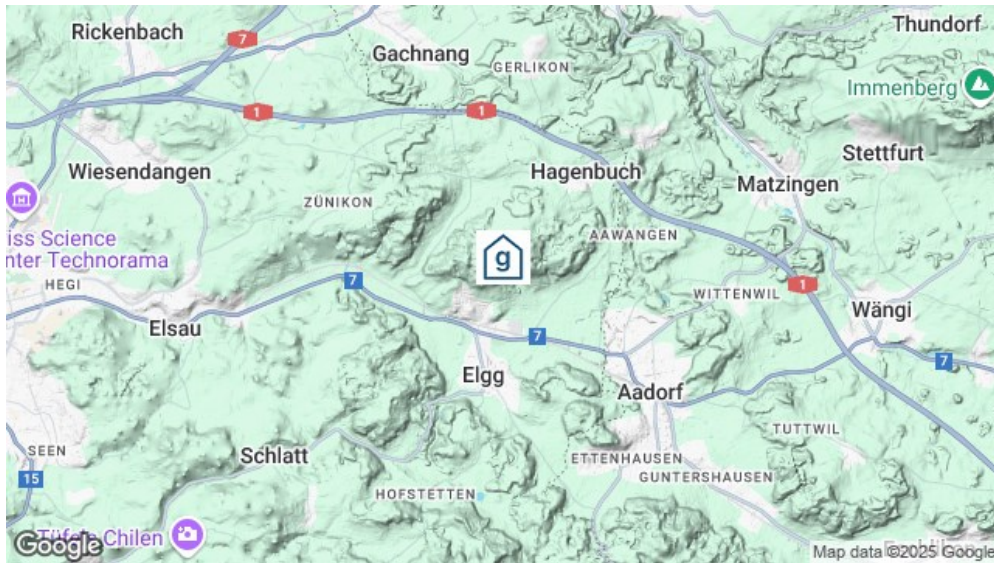 Rickenbach
7
Gachnang
GERLIKON
Thundorf
Immenberg
1
1
Stettfurt
Wiesendangen
Hagenbuch
Matzingen
ZÜNIKON
iss Science
nter Technorama
g
AAWANGEN
HEGI
7
WITTENWIL
1
Elsau
Wängi
7
7
Elgg
Aadorf
SEEN
Schlatt
TUTTWIL
15
ETTENHAUSEN
GUNTERSHAUSEN
HOFSTETTEN
Chilen
Google
Map data ©2025 Google